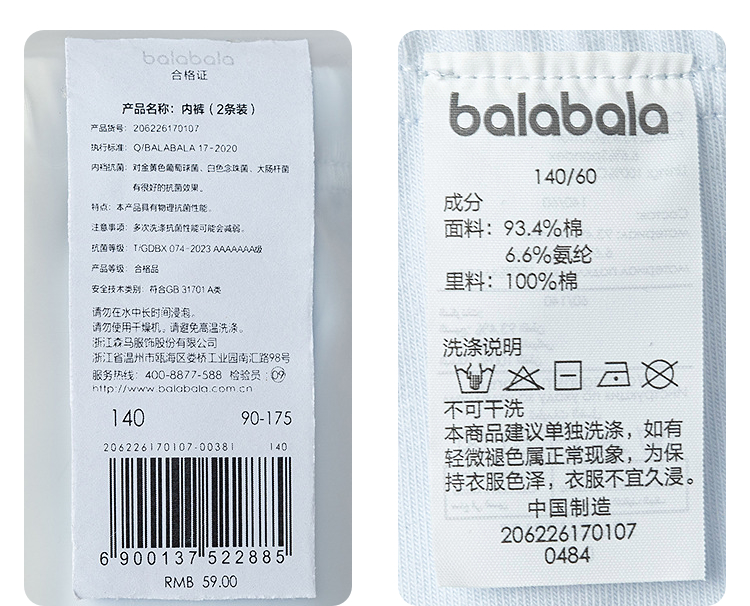 balabala
合格证
产品名称：内裤（2条装）
产品货号：206226170107
执行标准：Q/BALABALA 17-2020
内裆抗菌：对金黄色葡萄球菌、白色念珠菌、大肠杆菌
有很好的抗菌效果。
特点：本产品具有物理抗菌性能。
注意事项：多次洗涤抗菌性能可能会减弱。
抗菌等级：T/GDBX 074-2023 AAAAAAA级
产品等级：合格品
安全技术类别：符合GB 31701 A类
请勿在水中长时间浸泡。
请勿使用干燥机，请避免高温洗涤。
浙江森马服饰股份有限公司
浙江省温州市瓯海区娄桥工业园南汇路98号
服务热线：400-8877-588 检验员：09
http://www.balabala.com.cn
140 90-175
206226170107-00381 140
6 900137 522885
RMB 59.00
balabala
140/60
成分
面料：93.4%棉
6.6%氨纶
里料：100%棉
洗涤说明
不可干洗
本商品建议单独洗涤，如有
轻微褪色属正常现象，为保
持衣服色泽，衣服不宜久浸。
中国制造
206226170107
0484